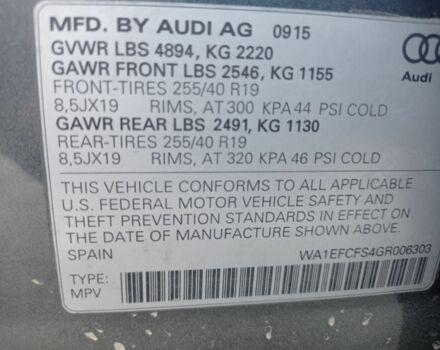 MFD. BY AUDI AG 0915
GVWR LBS 4894, KG 2220
GAWR FRONT LBS 2546, KG 1155
FRONT-TIRES 255/40 R19
8,5JX19 RIMS, AT 300 KPA 44 PSI COLD
GAWR REAR LBS 2491, KG 1130
REAR-TIRES 255/40 R19
8,5JX19 RIMS, AT 320 KPA 46 PSI COLD
Audi
THIS VEHICLE CONFORMS TO ALL APPLICABLE
U.S. FEDERAL MOTOR VEHICLE SAFETY AND
THEFT PREVENTION STANDARDS IN EFFECT ON
THE DATE OF MANUFACTURE SHOWN ABOVE.
SPAIN WA1EFCFS4GR006303
TYPE:
MPV